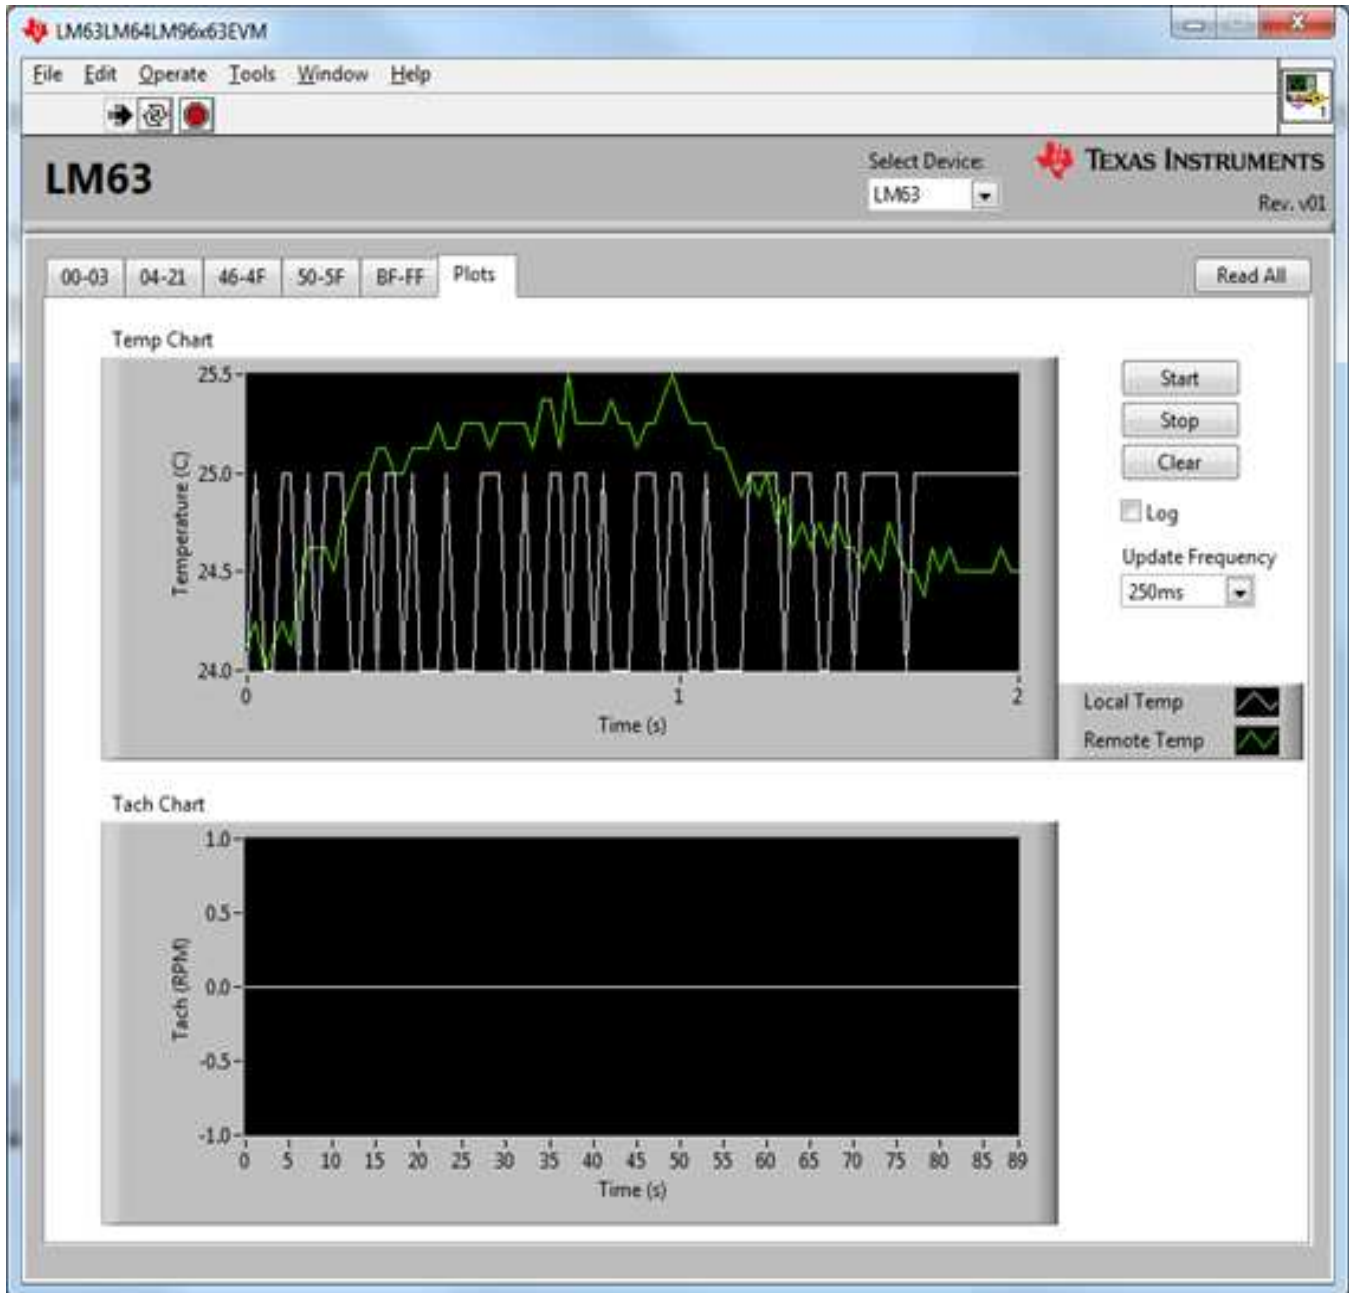 LM63LM64LM96x63EVM
File Edit Operate Tools Window Help
1
LM63
Select Device:
LM63
TEXAS INSTRUMENTS
Rev. v01
00-03 04-21 46-4F 50-5F BF-FF Plots
Read All
Temp Chart
25.5
25.0
24.5
24.0
Temperature (C)
0 1 2
Time (s)
Start
Stop
Clear
Log
Update Frequency
250ms
Local Temp
Remote Temp
Tach Chart
1.0
0.5
0.0
-0.5
-1.0
Tach (RPM)
0 5 10 15 20 25 30 35 40 45 50 55 60 65 70 75 80 85 89
Time (s)